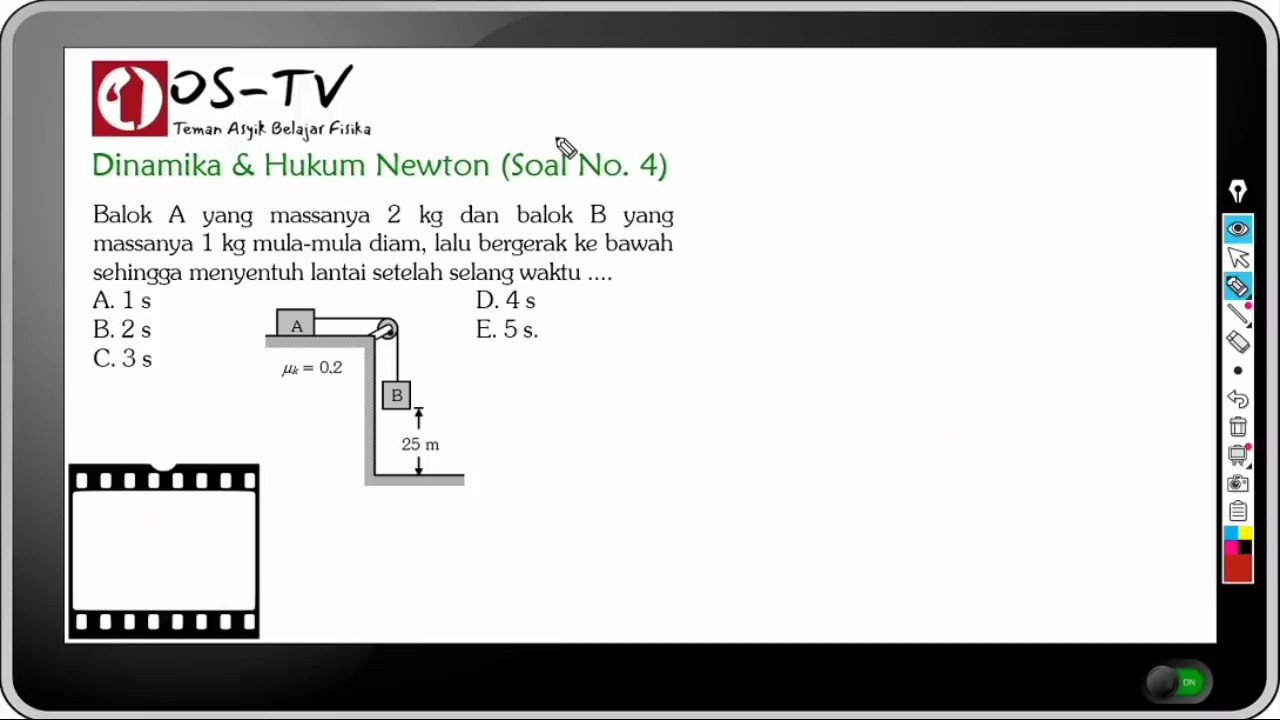 OS-TV
Teman Asyik Belajar Fisika
Dinamika & Hukum Newton (Soal No. 4)
Balok A yang massanya 2 kg dan balok B yang
massanya 1 kg mula-mula diam, lalu bergerak ke bawah
sehingga menyentuh lantai setelah selang waktu ....
A. 1 s
B. 2 s
C. 3 s
D. 4 s
E. 5 s.
A
μk = 0.2
B
25 m
ON